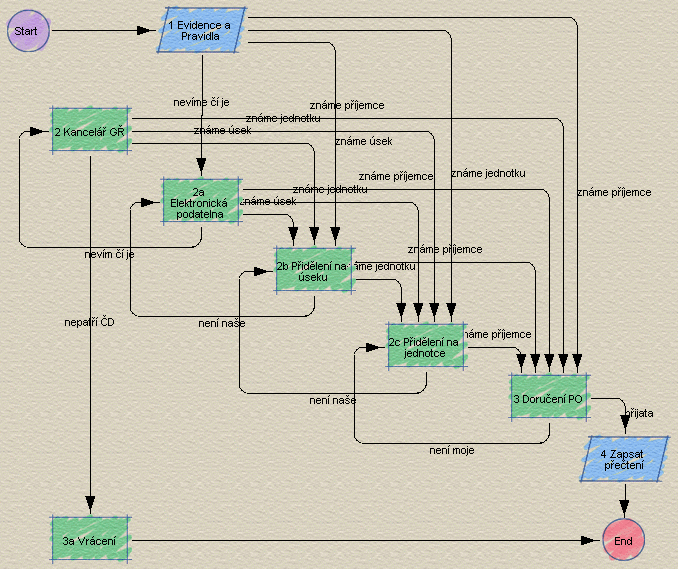 Start
1 Evidence a
Pravidla
nevíme čí je
známe příjemce
2 Kancelář GŘ
známe jednotku
známe úsek
známe úsek
2a
Elektronická
podatelna
známe příjemce
známe jednotku
známe jednotku
známe příjemce
známe úsek
nevím čí je
známe příjemce
2b Přidělení na
úseku
známe jednotku
nepatří ČD
není naše
2c Přidělení na
jednotce
známe příjemce
není naše
3 Doručení PO
přijata
není moje
4 Zapsat
přečtení
3a Vrácení
End